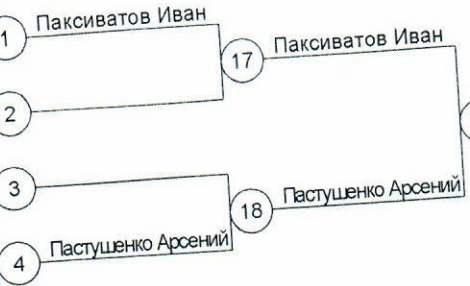 1 Паксиватов Иван
17 Паксиватов Иван
2
3
18 Пастушенко Арсений
4 Пастушенко Арсений